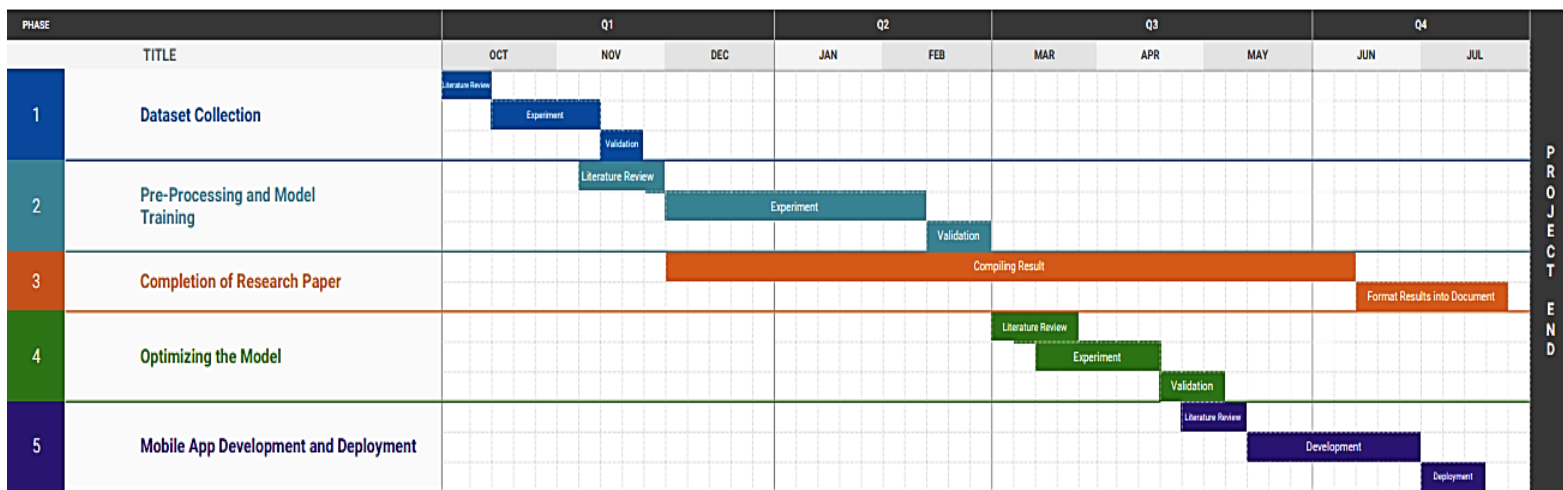 PHASE Q1 Q2 Q3 Q4
TITLE OCT NOV DEC JAN FEB MAR APR MAY JUN JUL
Literature Review
1 Dataset Collection Experiment
Validation
Literature Review
2 Pre-Processing and Model
Training
Experiment
Validation
Compiling Result
3 Completion of Research Paper
Format Results into Document
Literature Review
4 Optimizing the Model Experiment
Validation
Literature Review
5 Mobile App Development and Deployment Development
Deployment
PROJECT END